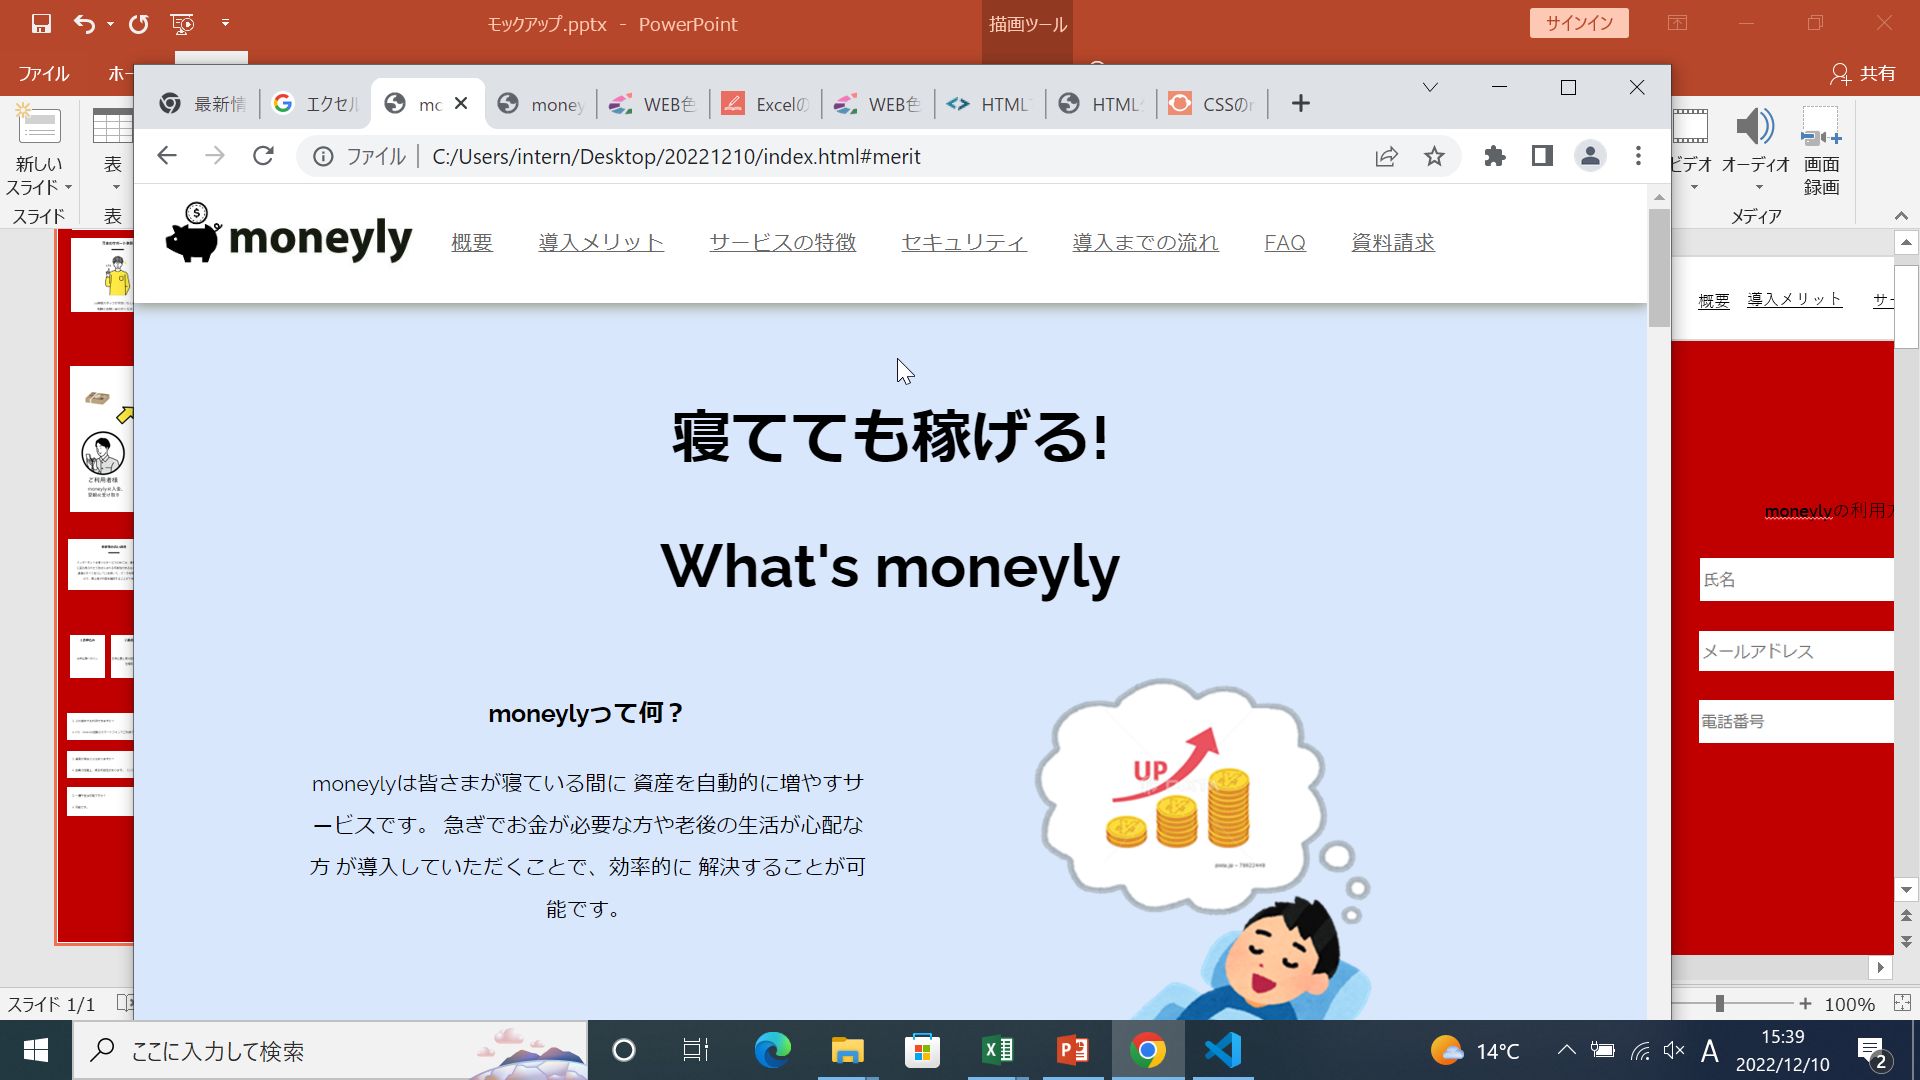 モックアップ.pptx - PowerPoint
描画ツール
サインイン
ファイル
ホー
共有
最新情
エクセル
mc
money
WEB色
Excelの
WEB色
HTML
HTML
CSSの
ファイル
C:/Users/intern/Desktop/20221210/index.html#merit
新しい
スライド
スライド
表
表
ビデオ
オーディオ
画面
録画
メディア
moneyly
概要
導入メリット
サービスの特徴
セキュリティ
導入までの流れ
FAQ
資料請求
概要
導入メリット
サー
寝てても稼げる!
What's moneyly
moneylyって何？
moneylyは皆さまが寝ている間に 資産を自動的に増やすサ
ービスです。 急ぎでお金が必要な方や老後の生活が心配な
方 が導入していただくことで、効率的に 解決することが可
能です。
UP
ご利用者様
moneylyの利用方
氏名
メールアドレス
電話番号
スライド 1/1
100%
ここに入力して検索
14°C
A
15:39
2022/12/10
2